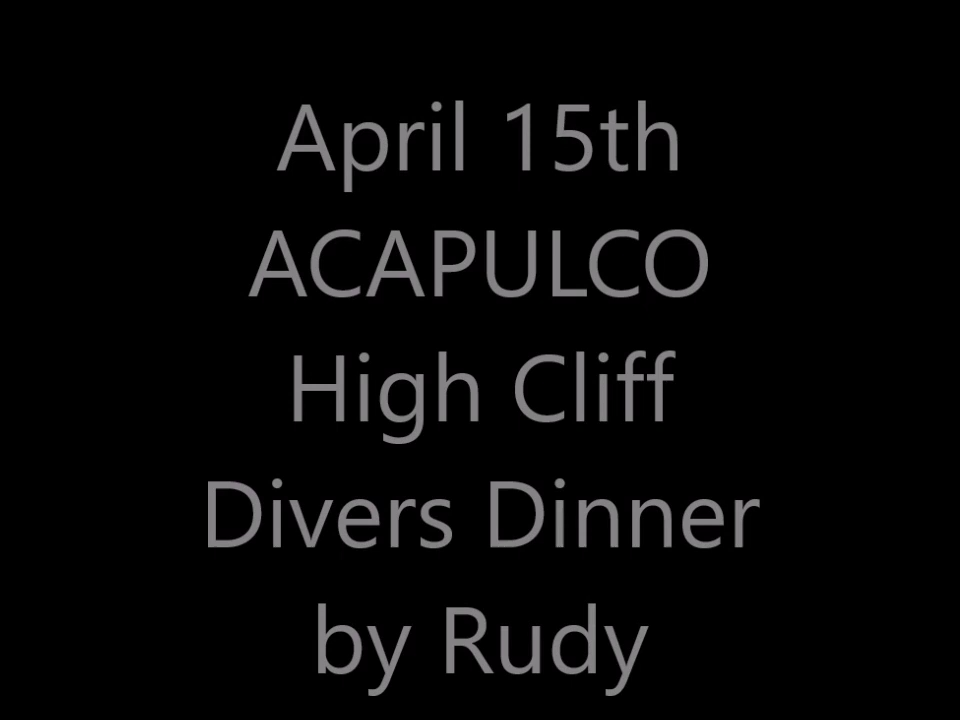 April 15th
ACAPULCO
High Cliff
Divers Dinner
by Rudy